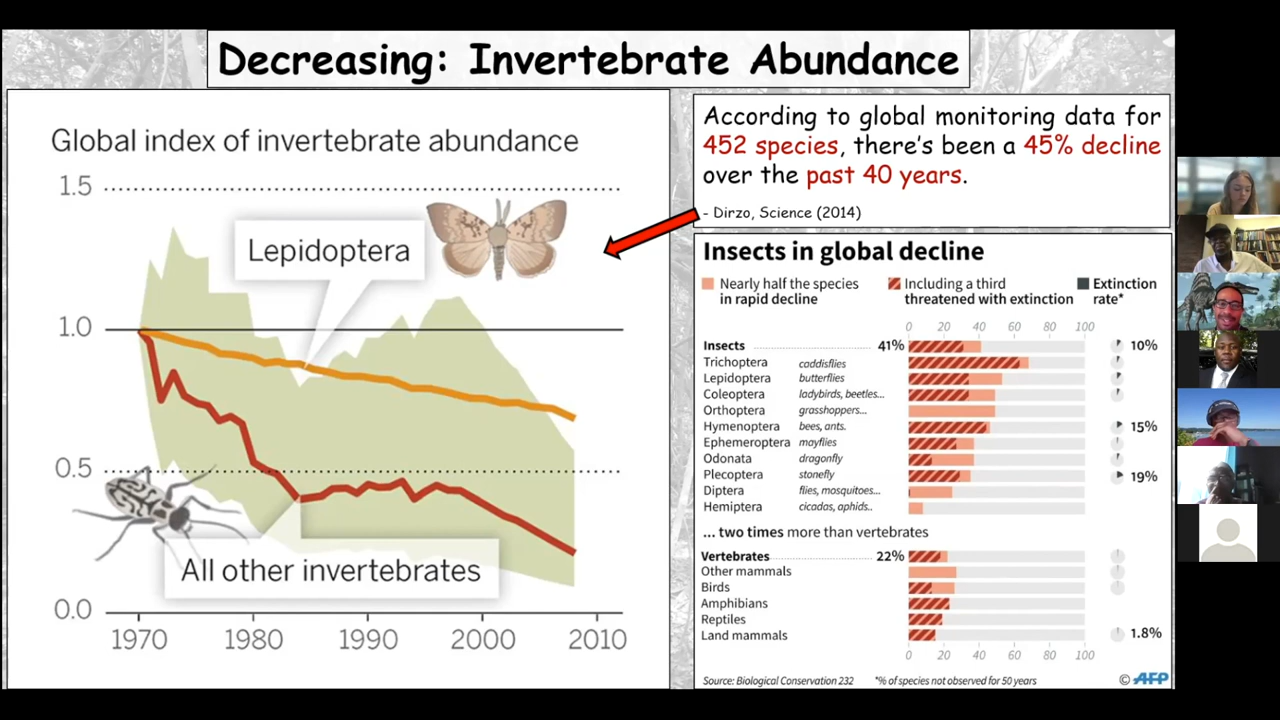 Decreasing: Invertebrate Abundance
Global index of invertebrate abundance
1.5
Lepidoptera
1.0
0.5
All other invertebrates
0.0
1970 1980 1990 2000 2010
According to global monitoring data for
452 species, there's been a 45% decline
over the past 40 years.
- Dirzo, Science (2014)
Insects in global decline
Nearly half the species
in rapid decline
Including a third
threatened with extinction
Extinction
rate*
0 20 40 60 80 100
Insects 41% 10%
Trichoptera caddisflies
Lepidoptera butterflies
Coleoptera ladybirds, beetles...
Orthoptera grasshoppers...
Hymenoptera bees, ants. 15%
Ephemeroptera mayflies
Odonata dragonfly
Plecoptera stonefly 19%
Diptera flies, mosquitoes...
Hemiptera cicadas, aphids..
... two times more than vertebrates
Vertebrates 22%
Other mammals
Birds
Amphibians
Reptiles
Land mammals 1.8%
0 20 40 60 80 100
Source: Biological Conservation 232 *% of species not observed for 50 years © AFP